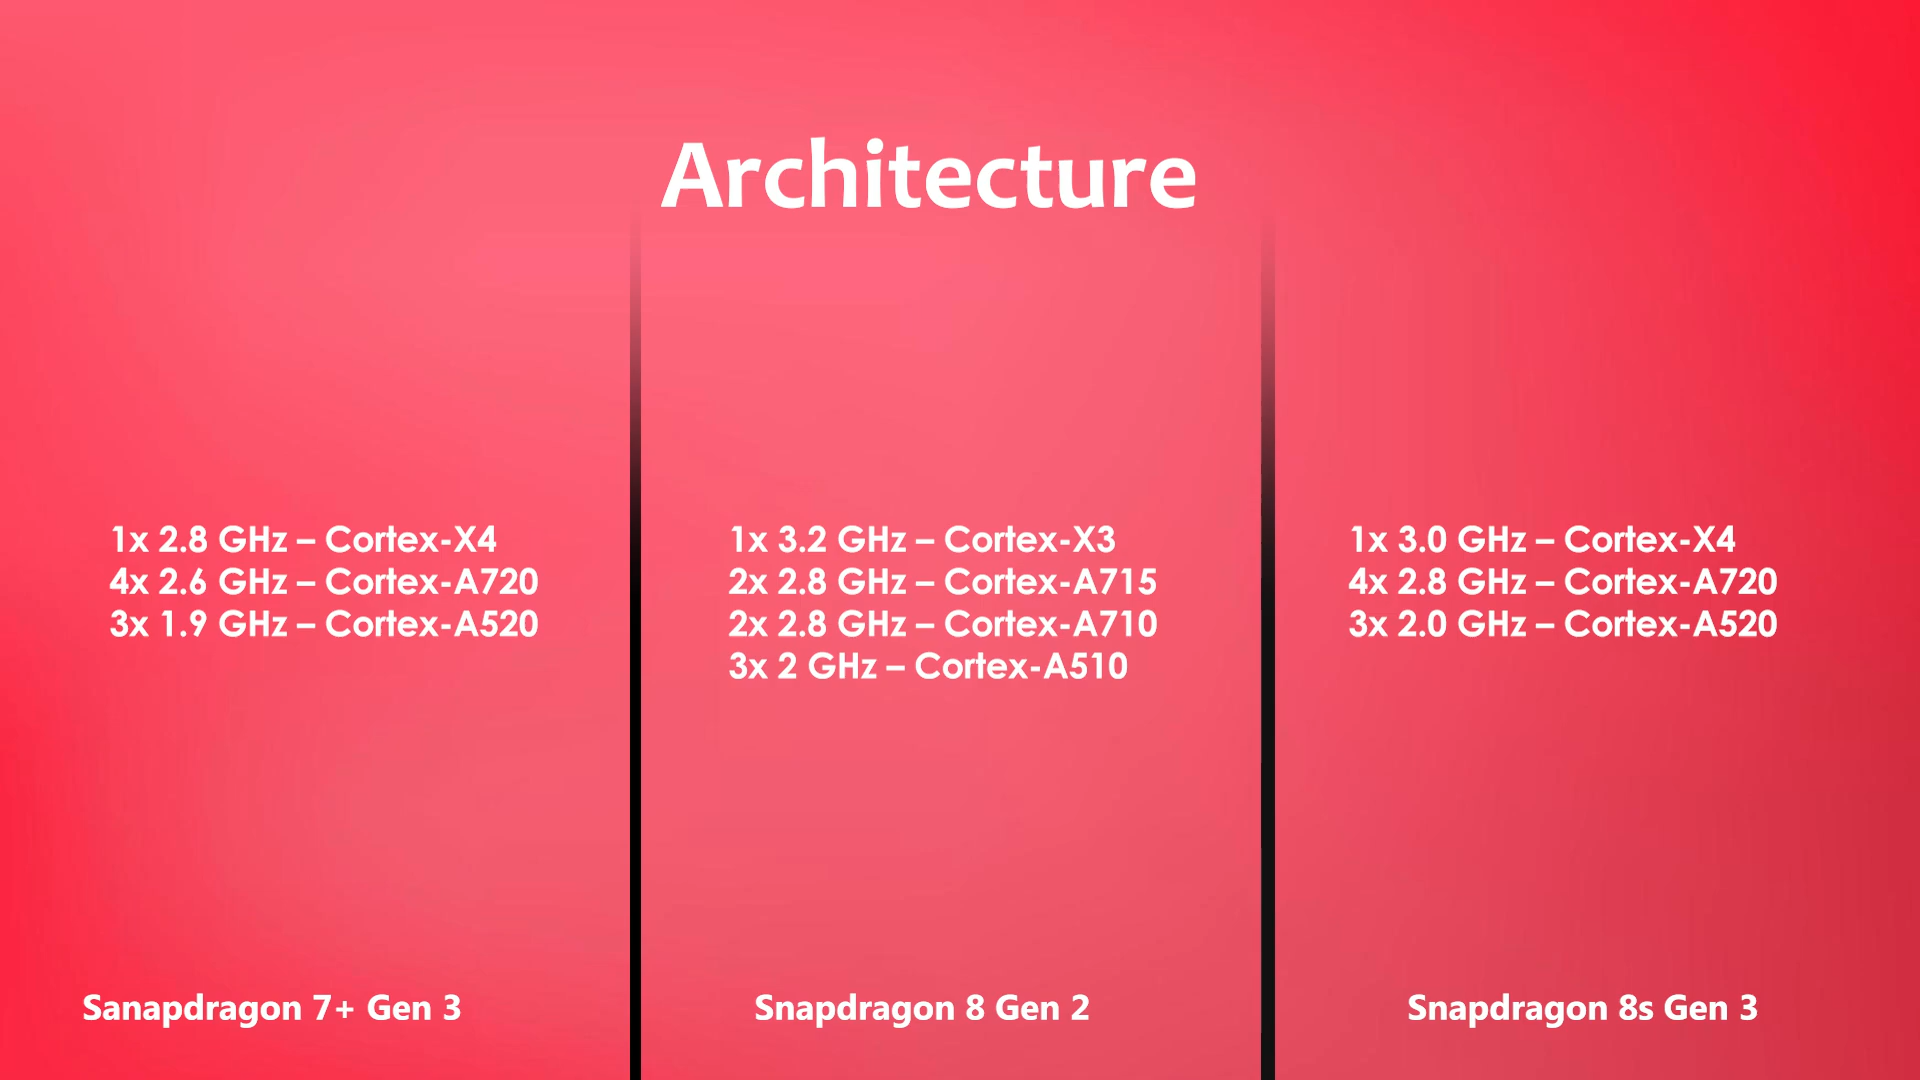 Architecture
1x 2.8 GHz – Cortex-X4
4x 2.6 GHz – Cortex-A720
3x 1.9 GHz – Cortex-A520
1x 3.2 GHz – Cortex-X3
2x 2.8 GHz – Cortex-A715
2x 2.8 GHz – Cortex-A710
3x 2 GHz – Cortex-A510
1x 3.0 GHz – Cortex-X4
4x 2.8 GHz – Cortex-A720
3x 2.0 GHz – Cortex-A520
Sanapdragon 7+ Gen 3
Snapdragon 8 Gen 2
Snapdragon 8s Gen 3